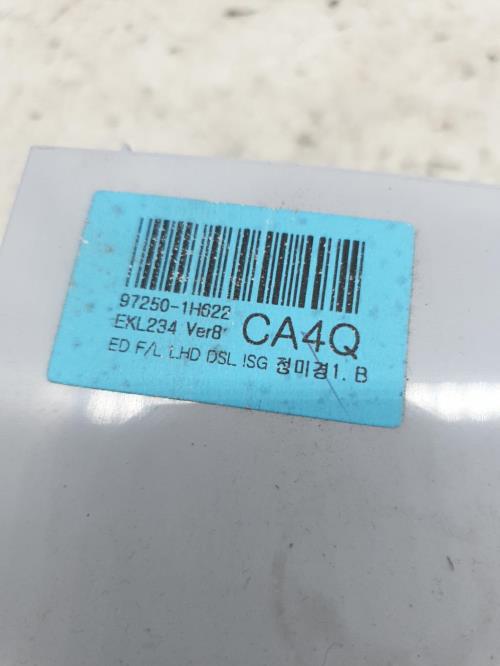 97250-1H622
EKL234 Ver8 CA4Q
ED F/L LHD DSL ISG 정미경1. B